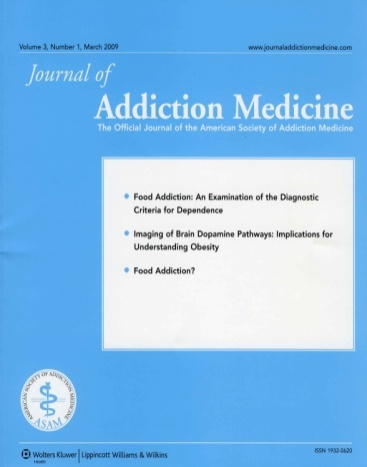 Volume 3, Number 1, March 2009
www.journaladdictionmedicine.com
Journal of
Addiction Medicine
The Official Journal of the American Society of Addiction Medicine
Food Addiction: An Examination of the Diagnostic
Criteria for Dependence
Imaging of Brain Dopamine Pathways: Implications for
Understanding Obesity
Food Addiction?
AMERICAN SOCIETY OF ADDICTION MEDICINE
ASAM
Wolters Kluwer | Lippincott Williams & Wilkins
Health
ISSN 1932-0620